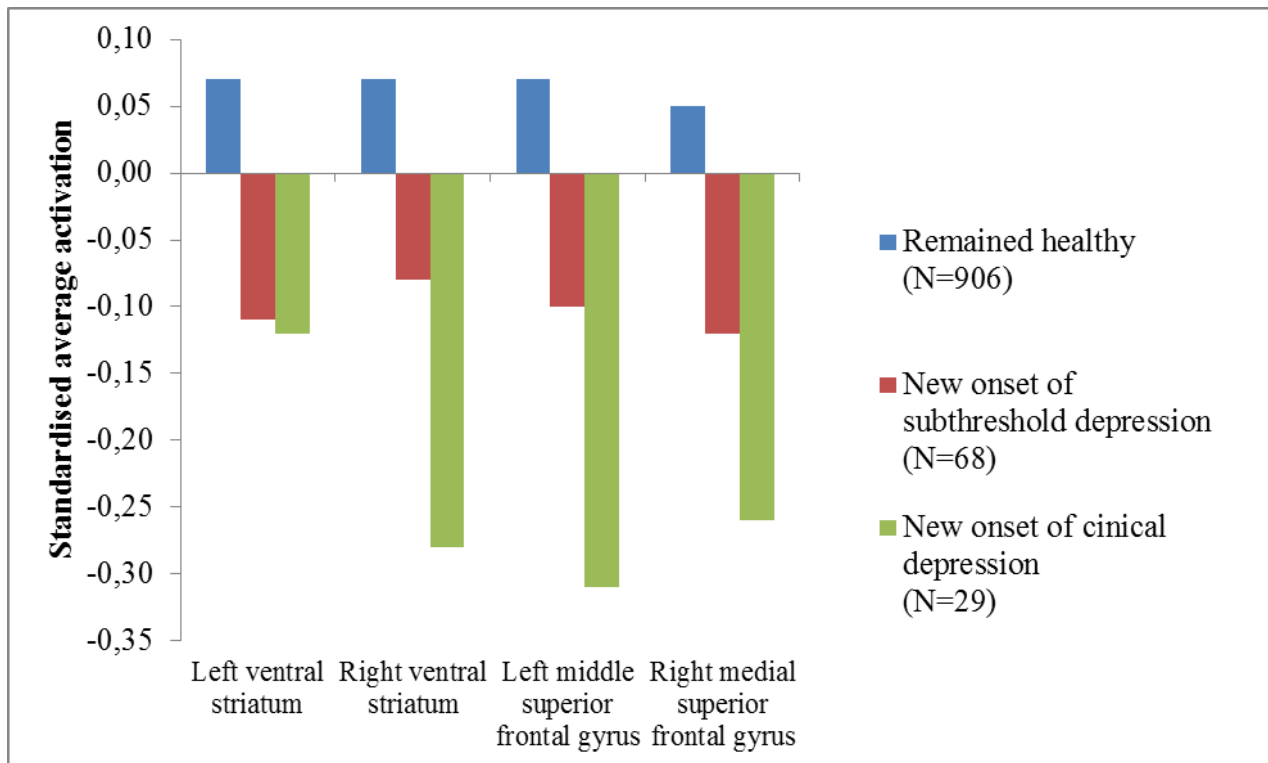 0,10
0,05
0,00
-0,05
-0,10
-0,15
-0,20
-0,25
-0,30
-0,35
Standardised average activation
Left ventral
striatum
Right ventral
striatum
Left middle
superior
frontal gyrus
Right medial
superior
frontal gyrus
Remained healthy
(N=906)
New onset of
subthreshold depression
(N=68)
New onset of cinical
depression
(N=29)